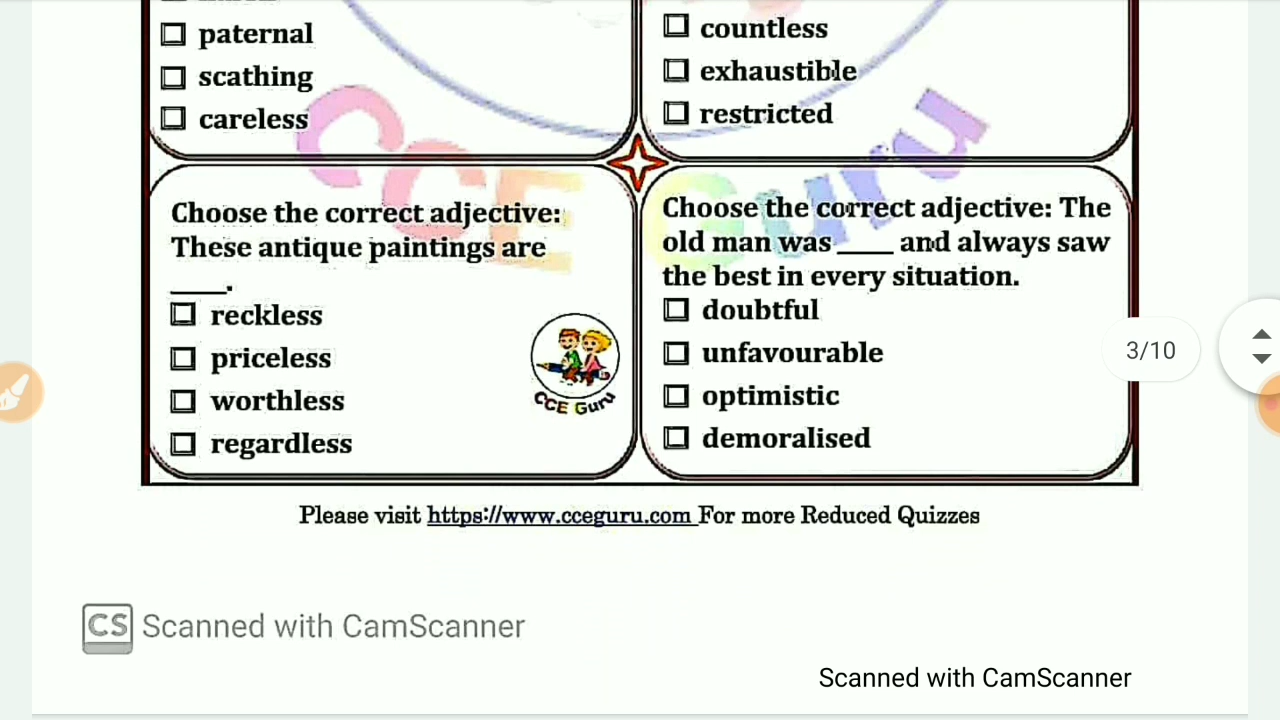 paternal
scathing
careless
countless
exhaustible
restricted
CCE Guru
Choose the correct adjective:
These antique paintings are
____.
reckless
priceless
worthless
regardless
CCE Guru
Choose the correct adjective: The
old man was ____ and always saw
the best in every situation.
doubtful
unfavourable
optimistic
demoralised
3/10
Please visit https://www.cceguru.com For more Reduced Quizzes
CS Scanned with CamScanner
Scanned with CamScanner